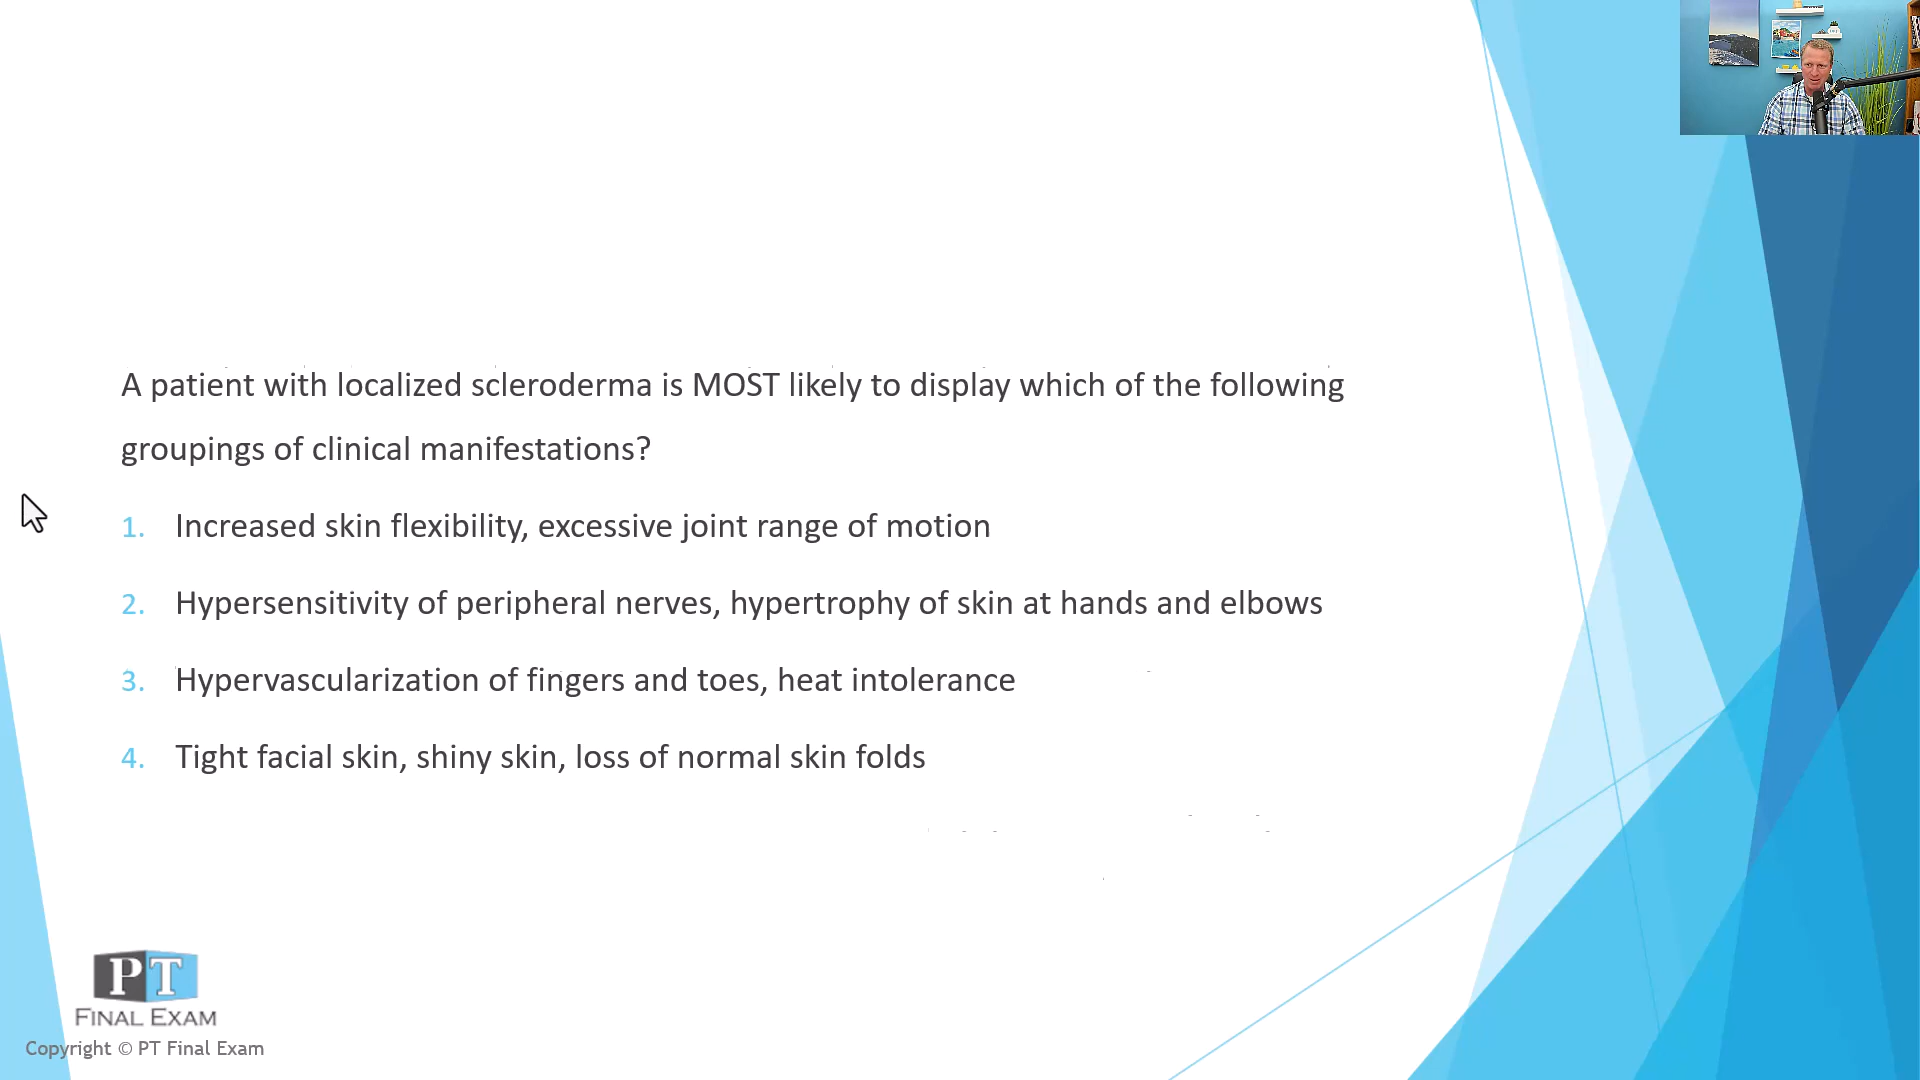 A patient with localized scleroderma is MOST likely to display which of the following
groupings of clinical manifestations?
1. Increased skin flexibility, excessive joint range of motion
2. Hypersensitivity of peripheral nerves, hypertrophy of skin at hands and elbows
3. Hypervascularization of fingers and toes, heat intolerance
4. Tight facial skin, shiny skin, loss of normal skin folds
PT
FINAL EXAM
Copyright © PT Final Exam